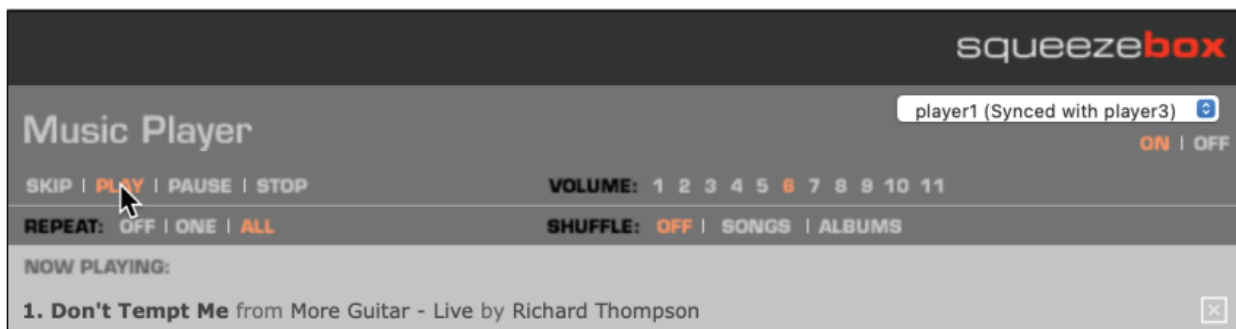 squeezebox
player1 (Synced with player3)
Music Player
ON | OFF
SKIP | PLAY | PAUSE | STOP
VOLUME: 1 2 3 4 5 6 7 8 9 10 11
REPEAT: OFF | ONE | ALL
SHUFFLE: OFF | SONGS | ALBUMS
NOW PLAYING:
1. Don't Tempt Me from More Guitar - Live by Richard Thompson